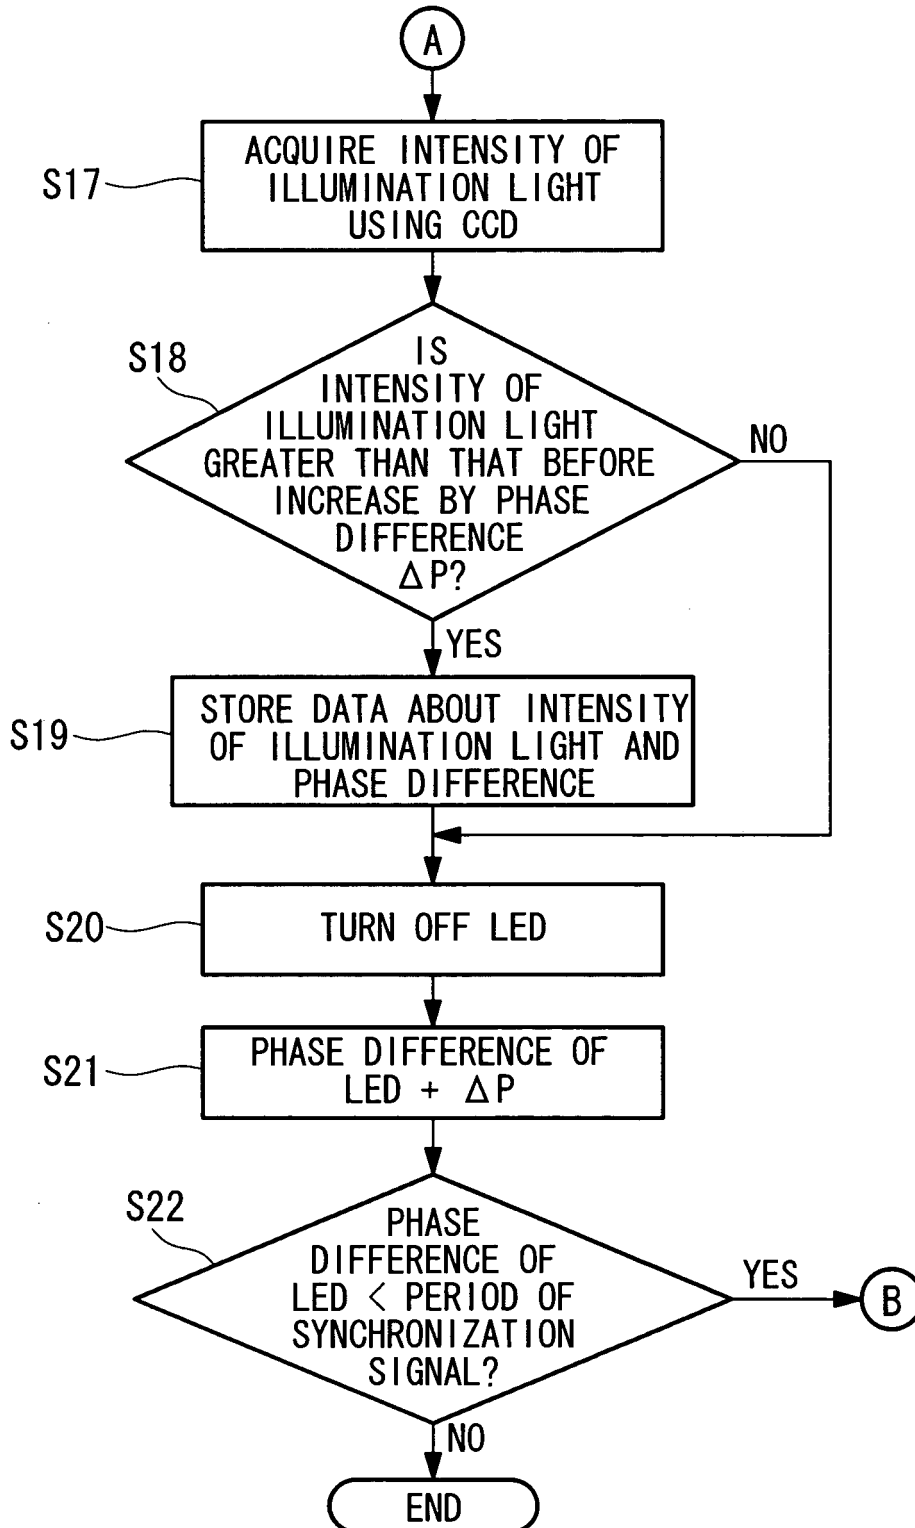 A
S17
ACQUIRE INTENSITY OF
ILLUMINATION LIGHT
USING CCD
S18
IS
INTENSITY OF
ILLUMINATION LIGHT
GREATER THAN THAT BEFORE
INCREASE BY PHASE
DIFFERENCE
ΔP?
NO
YES
S19
STORE DATA ABOUT INTENSITY
OF ILLUMINATION LIGHT AND
PHASE DIFFERENCE
S20
TURN OFF LED
S21
PHASE DIFFERENCE OF
LED + ΔP
S22
PHASE
DIFFERENCE OF
LED < PERIOD OF
SYNCHRONIZATION
SIGNAL?
YES
B
NO
END